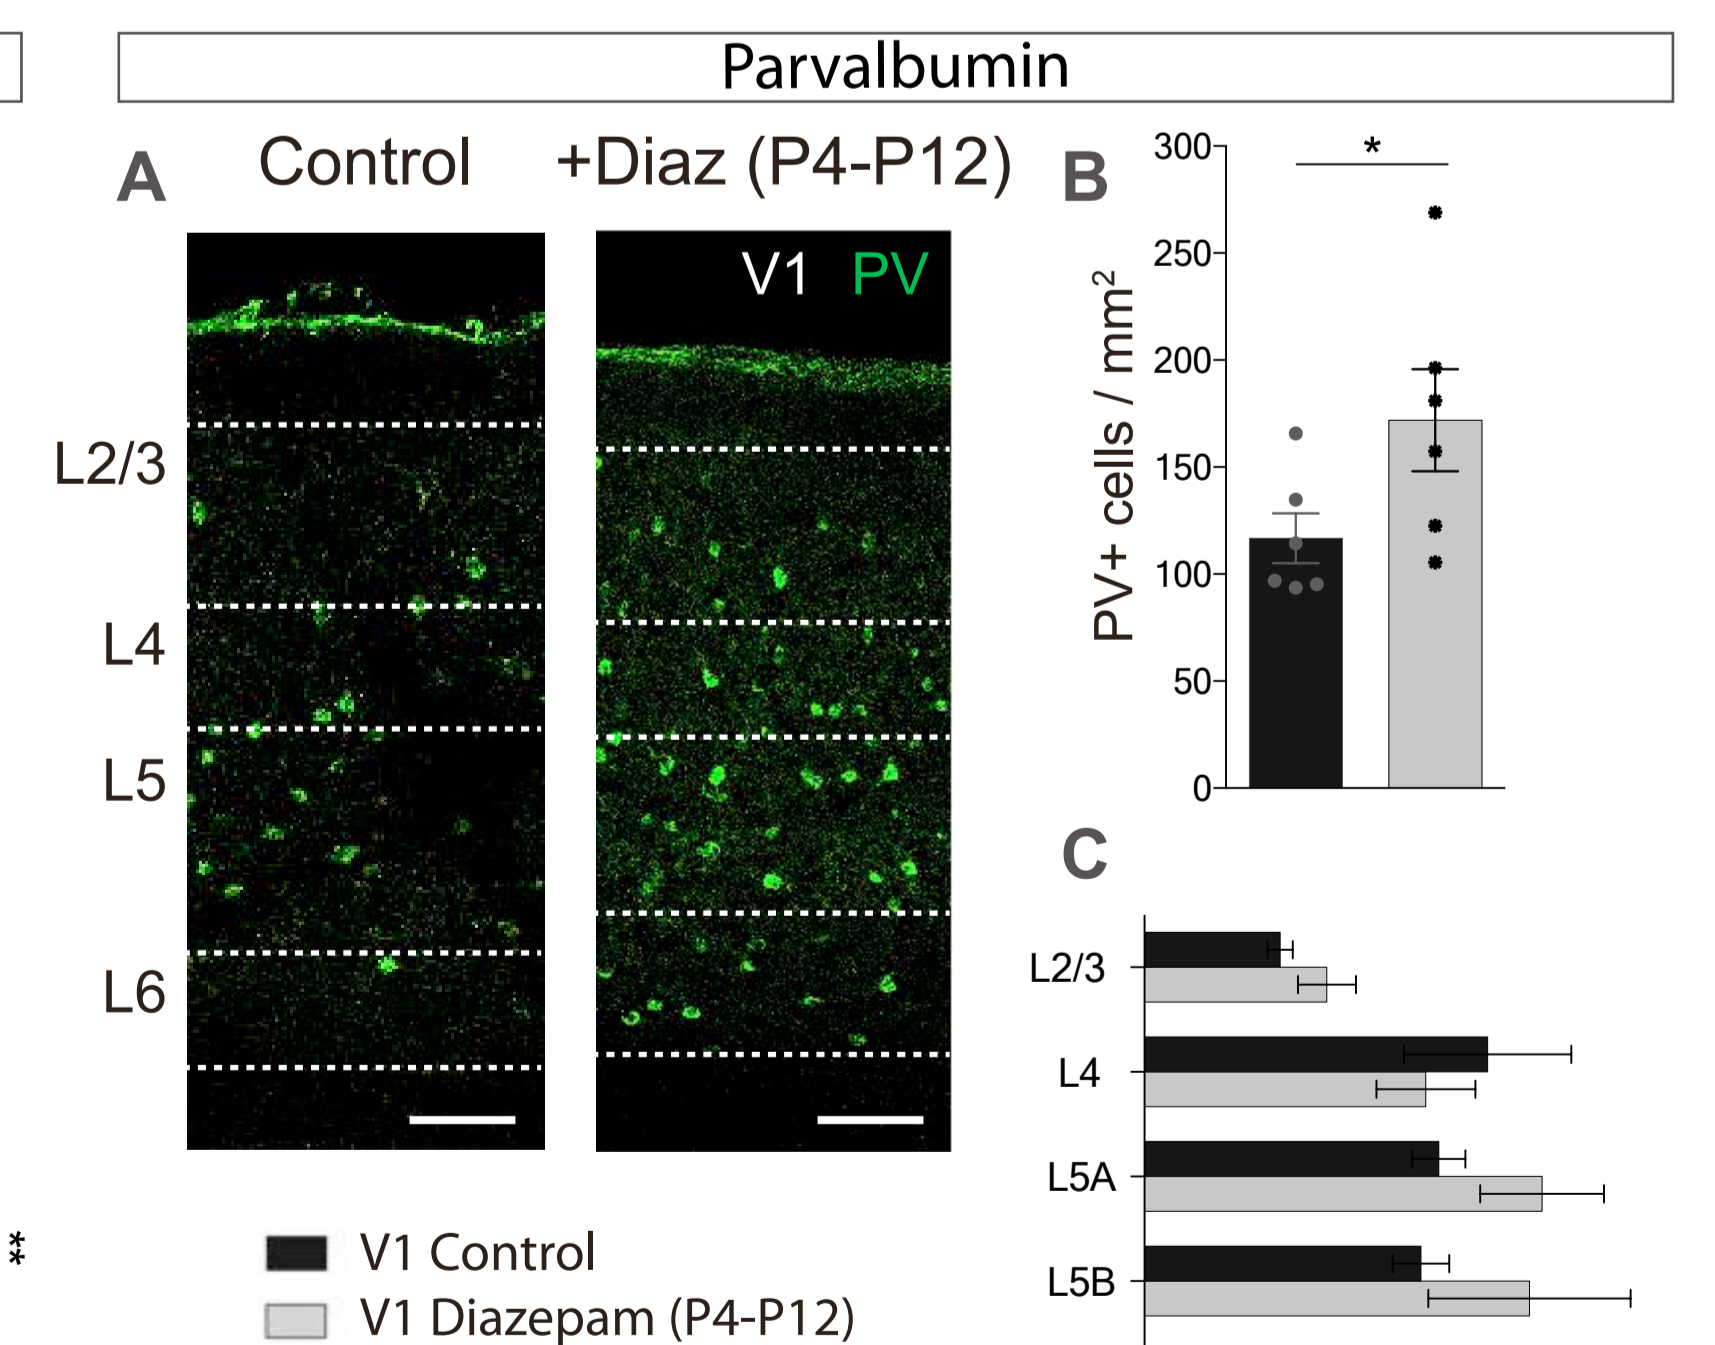 Parvalbumin
A
Control
+Diaz (P4-P12)
V1 PV
L2/3
L4
L5
L6
B
*
300
250
200
150
100
50
0
PV+ cells / mm²
C
L2/3
L4
L5A
L5B
**
V1 Control
V1 Diazepam (P4-P12)